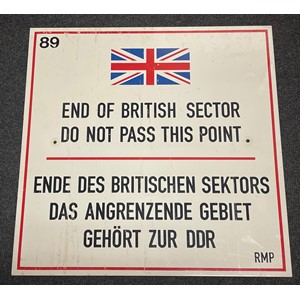 89
END OF BRITISH SECTOR
DO NOT PASS THIS POINT
ENDE DES BRITISCHEN SEKTORS
DAS ANGRENZENDE GEBIET
GEHÖRT ZUR DDR
RMP